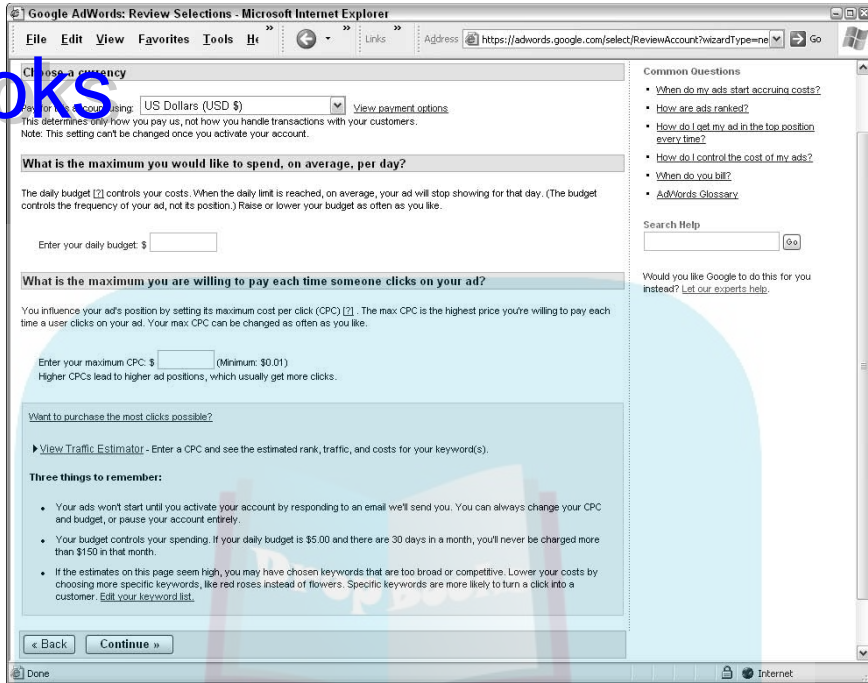 Google AdWords: Review Selections - Microsoft Internet Explorer
File Edit View Favorites Tools He » » Links » Address https://adwords.google.com/select/ReviewAccount?wizardType=ne Go
oks
Choose a currency
Pay for this account using: US Dollars (USD $) View payment options
This determines only how you pay us, not how you handle transactions with your customers.
Note: This setting can't be changed once you activate your account.
What is the maximum you would like to spend, on average, per day?
The daily budget [?] controls your costs. When the daily limit is reached, on average, your ad will stop showing for that day. (The budget
controls the frequency of your ad, not its position.) Raise or lower your budget as often as you like.
Enter your daily budget: $
What is the maximum you are willing to pay each time someone clicks on your ad?
You influence your ad's position by setting its maximum cost per click (CPC) [?] . The max CPC is the highest price you're willing to pay each
time a user clicks on your ad. Your max CPC can be changed as often as you like.
Enter your maximum CPC: $ (Minimum: $0.01)
Higher CPCs lead to higher ad positions, which usually get more clicks.
Want to purchase the most clicks possible?
View Traffic Estimator - Enter a CPC and see the estimated rank, traffic, and costs for your keyword(s).
Three things to remember:
• Your ads won't start until you activate your account by responding to an email we'll send you. You can always change your CPC
and budget, or pause your account entirely.
• Your budget controls your spending. If your daily budget is $5.00 and there are 30 days in a month, you'll never be charged more
than $150 in that month.
• If the estimates on this page seem high, you may have chosen keywords that are too broad or competitive. Lower your costs by
choosing more specific keywords, like red roses instead of flowers. Specific keywords are more likely to turn a click into a
customer. Edit your keyword list.
« Back Continue »
Common Questions
• When do my ads start accruing costs?
• How are ads ranked?
• How do I get my ad in the top position
every time?
• How do I control the cost of my ads?
• When do you bill?
• AdWords Glossary
Search Help
Go
Would you like Google to do this for you
instead? Let our experts help.
Drop Books
Done Internet